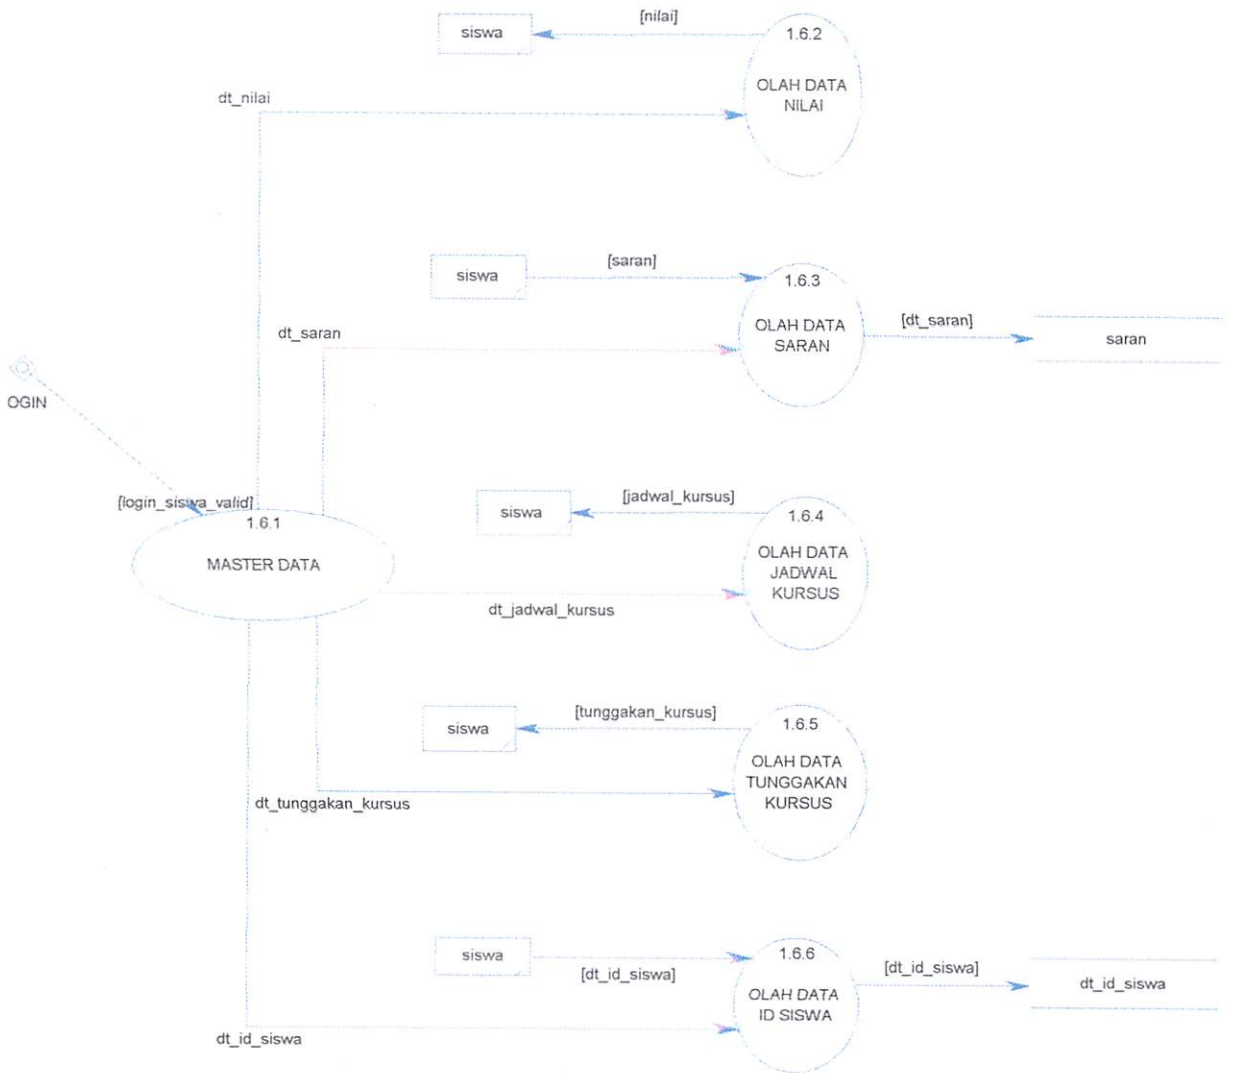 [nilai]
siswa
1.6.2
OLAH DATA
NILAI
dt_nilai
[saran]
siswa
1.6.3
OLAH DATA
SARAN
[dt_saran]
saran
dt_saran
OGIN
[login_siswa_valid]
1.6.1
MASTER DATA
[jadwal_kursus]
siswa
1.6.4
OLAH DATA
JADWAL
KURSUS
dt_jadwal_kursus
[tunggakan_kursus]
siswa
1.6.5
OLAH DATA
TUNGGAKAN
KURSUS
dt_tunggakan_kursus
siswa
[dt_id_siswa]
1.6.6
OLAH DATA
ID SISWA
[dt_id_siswa]
dt_id_siswa
dt_id_siswa